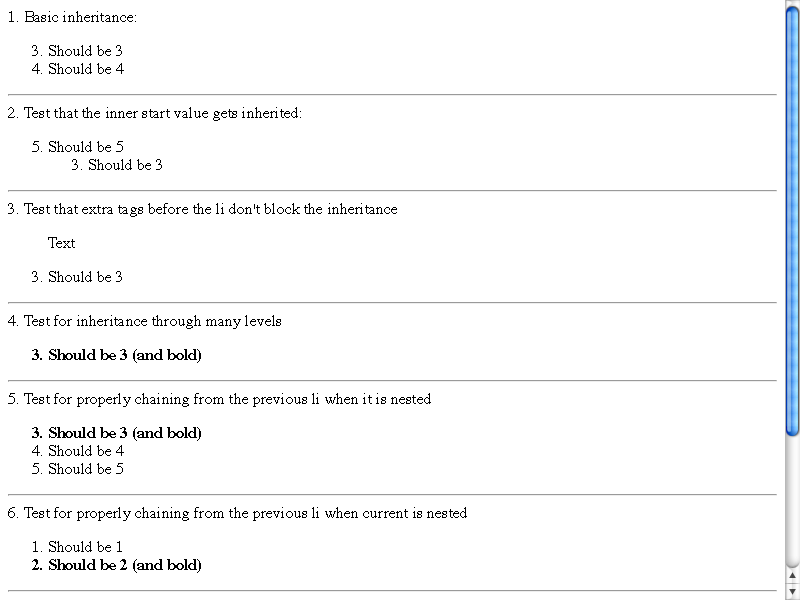 1. Basic inheritance:
3. Should be 3
4. Should be 4
2. Test that the inner start value gets inherited:
5. Should be 5
3. Should be 3
3. Test that extra tags before the li don't block the inheritance
Text
3. Should be 3
4. Test for inheritance through many levels
3. Should be 3 (and bold)
5. Test for properly chaining from the previous li when it is nested
3. Should be 3 (and bold)
4. Should be 4
5. Should be 5
6. Test for properly chaining from the previous li when current is nested
1. Should be 1
2. Should be 2 (and bold)